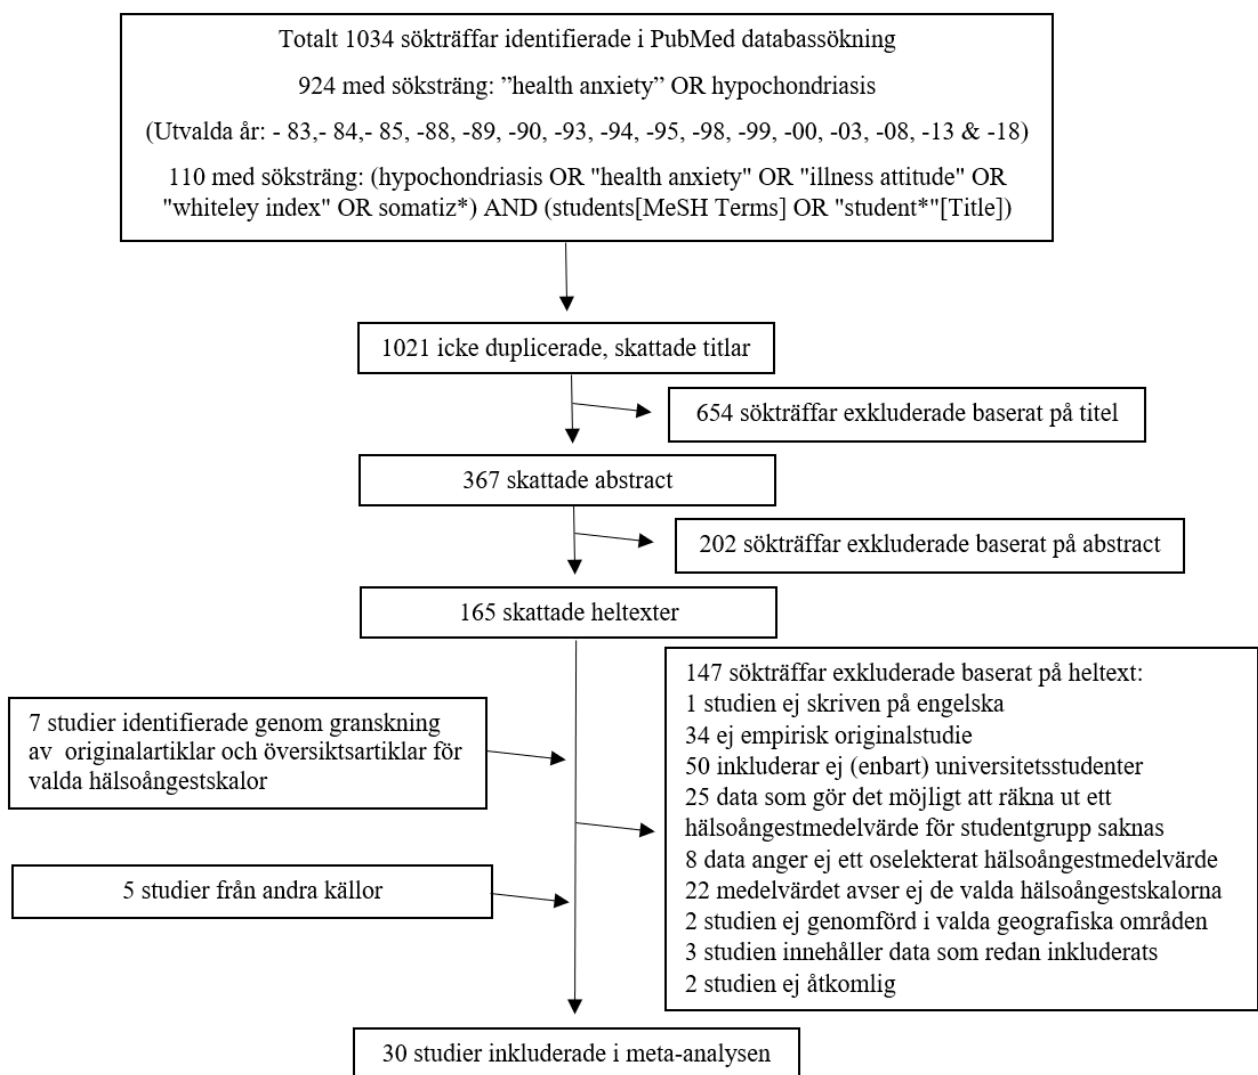 Totalt 1034 sökträffar identifierade i PubMed databassökning
924 med söksträng: ”health anxiety” OR hypochondriasis
(Utvalda år: - 83,- 84,- 85, -88, -89, -90, -93, -94, -95, -98, -99, -00, -03, -08, -13 & -18)
110 med söksträng: (hypochondriasis OR "health anxiety" OR "illness attitude" OR
"whiteley index" OR somatiz*) AND (students[MeSH Terms] OR "student*"[Title])
1021 icke duplicerade, skattade titlar
654 sökträffar exkluderade baserat på titel
367 skattade abstract
202 sökträffar exkluderade baserat på abstract
165 skattade heltexter
147 sökträffar exkluderade baserat på heltext:
1 studien ej skriven på engelska
34 ej empirisk originalstudie
50 inkluderar ej (enbart) universitetsstudenter
25 data som gör det möjligt att räkna ut ett
hälsoångestmedelvärde för studentgrupp saknas
8 data anger ej ett oselekterat hälsoångestmedelvärde
22 medelvärdet avser ej de valda hälsoångestskalorna
2 studien ej genomförd i valda geografiska områden
3 studien innehåller data som redan inkluderats
2 studien ej åtkomlig
7 studier identifierade genom granskning
av originalartiklar och översiktsartiklar för
valda hälsoångestskalor
5 studier från andra källor
30 studier inkluderade i meta-analysen